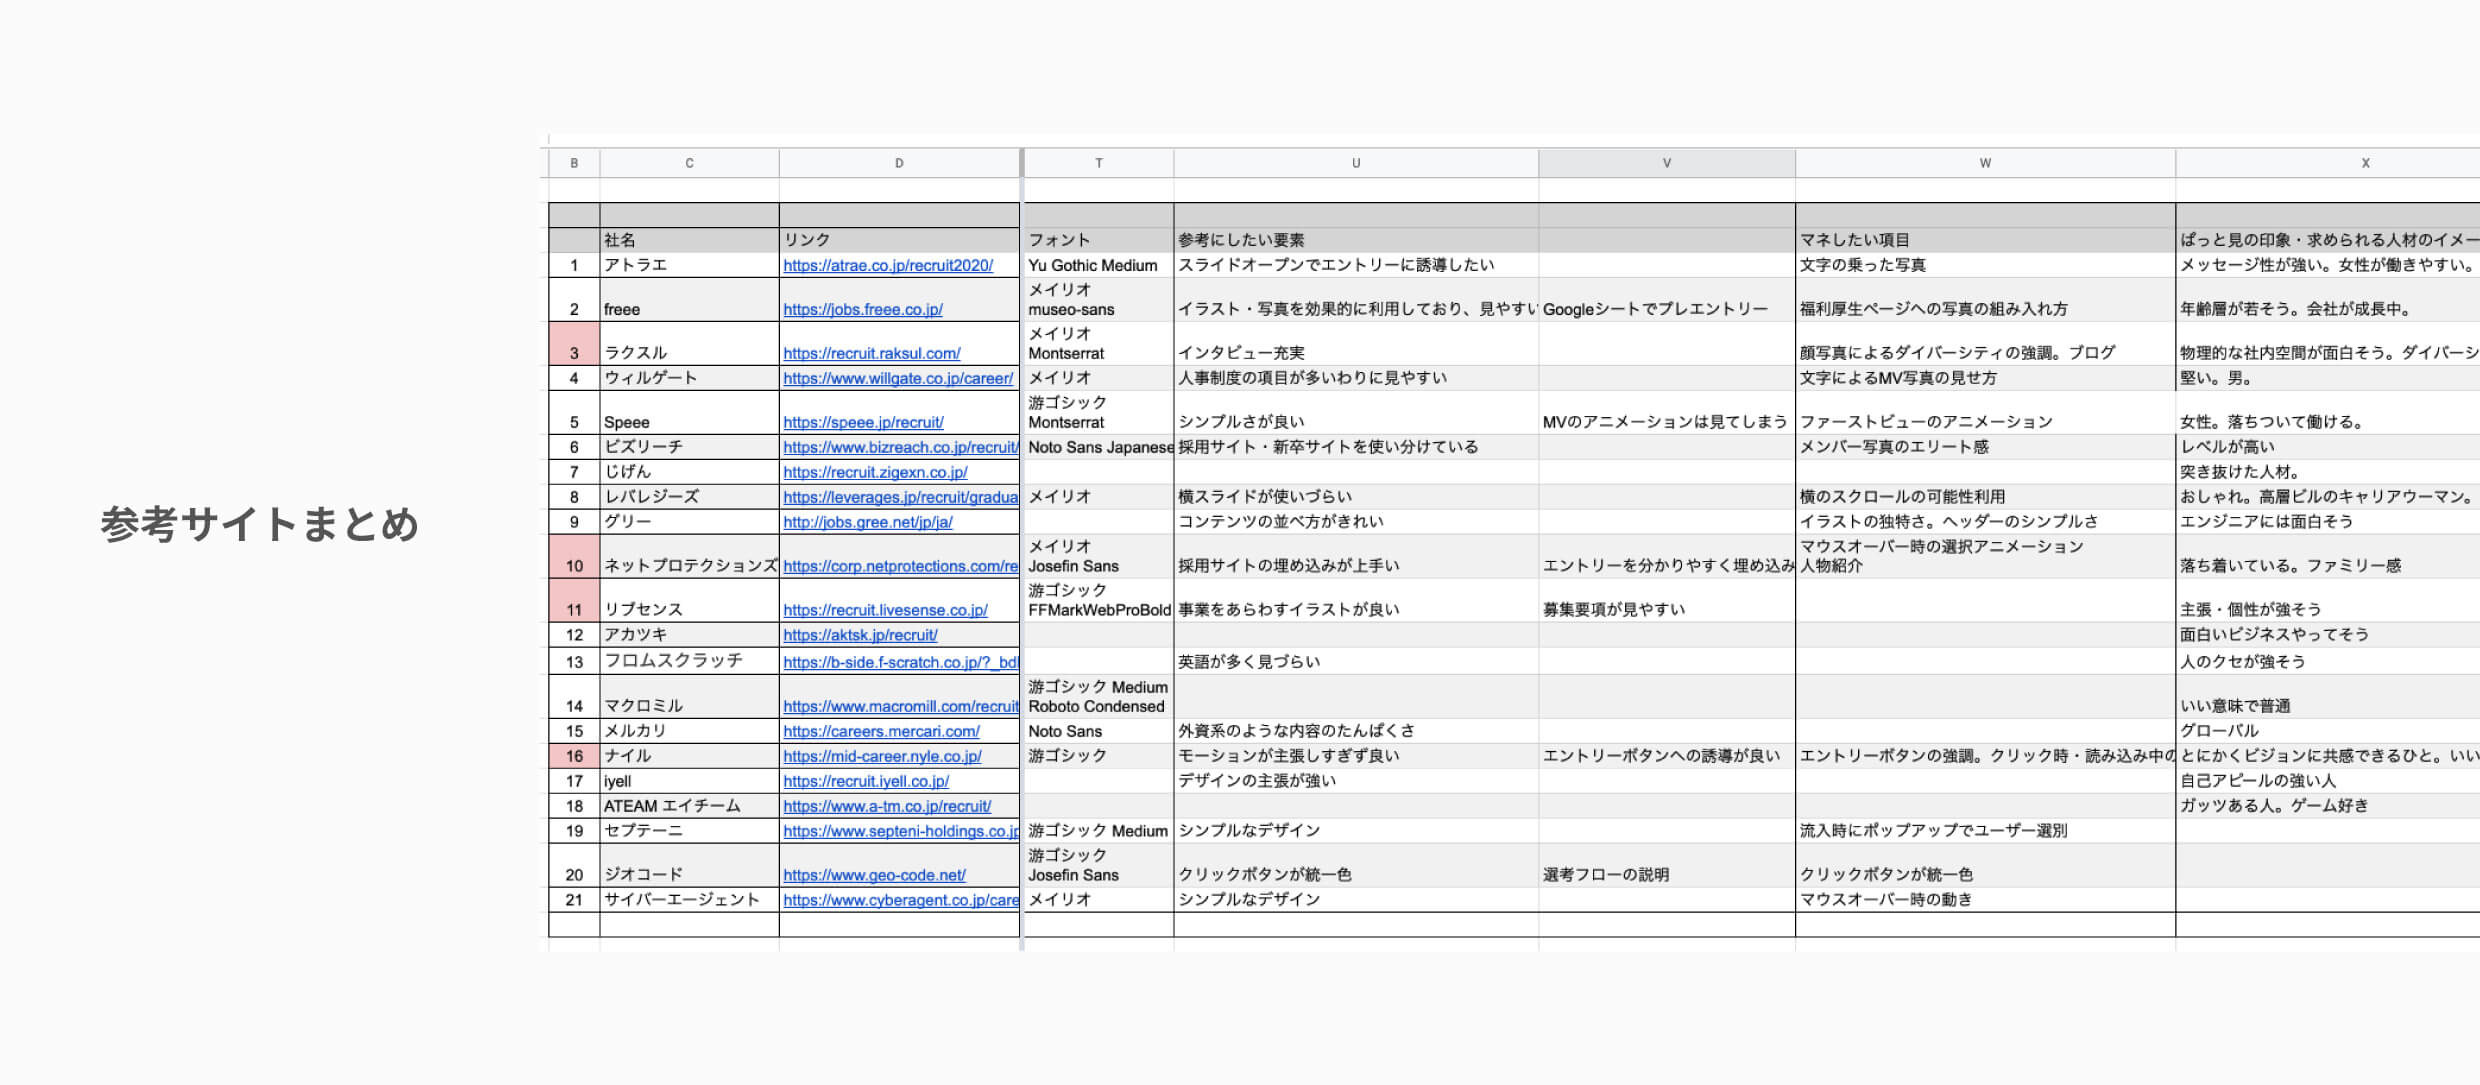 参考サイトまとめ
B C D T U V W X
社名 リンク フォント 参考にしたい要素 マネしたい項目 ぱっと見の印象・求められる人材のイメー
1 アトラエ https://atrae.co.jp/recruit2020/ Yu Gothic Medium スライドオープンでエントリーに誘導したい 文字の乗った写真 メッセージ性が強い。女性が働きやすい。
メイリオ
2 freee https://jobs.freee.co.jp/ museo-sans イラスト・写真を効果的に利用しており、見やすい Googleシートでプレエントリー 福利厚生ページへの写真の組み入れ方 年齢層が若そう。会社が成長中。
メイリオ
3 ラクスル https://recruit.raksul.com/ Montserrat インタビュー充実 顔写真によるダイバーシティの強調。ブログ 物理的な社内空間が面白そう。ダイバーシ
4 ウィルゲート https://www.willgate.co.jp/career/ メイリオ 人事制度の項目が多いわりに見やすい 文字によるMV写真の見せ方 堅い。男。
游ゴシック
5 Speee https://speee.jp/recruit/ Montserrat シンプルさが良い MVのアニメーションは見てしまう ファーストビューのアニメーション 女性。落ちついて働ける。
6 ビズリーチ https://www.bizreach.co.jp/recruit/ Noto Sans Japanese 採用サイト・新卒サイトを使い分けている メンバー写真のエリート感 レベルが高い
7 じげん https://recruit.zigexn.co.jp/ 突き抜けた人材。
8 レバレジーズ https://leverages.jp/recruit/gradua メイリオ 横スライドが使いづらい 横のスクロールの可能性利用 おしゃれ。高層ビルのキャリアウーマン。
9 グリー http://jobs.gree.net/jp/ja/ コンテンツの並べ方がきれい イラストの独特さ。ヘッダーのシンプルさ エンジニアには面白そう
メイリオ マウスオーバー時の選択アニメーション
10 ネットプロテクションズ https://corp.netprotections.com/re Josefin Sans 採用サイトの埋め込みが上手い エントリーを分かりやすく埋め込み 人物紹介 落ち着いている。ファミリー感
游ゴシック
11 リブセンス https://recruit.livesense.co.jp/ FFMarkWebProBold 事業をあらわすイラストが良い 募集要項が見やすい 主張・個性が強そう
12 アカツキ https://aktsk.jp/recruit/ 面白いビジネスやってそう
13 フロムスクラッチ https://b-side.f-scratch.co.jp/?_bdl 英語が多く見づらい 人のクセが強そう
游ゴシック Medium
14 マクロミル https://www.macromill.com/recruit Roboto Condensed いい意味で普通
15 メルカリ https://careers.mercari.com/ Noto Sans 外資系のような内容のたんぱくさ グローバル
16 ナイル https://mid-career.nyle.co.jp/ 游ゴシック モーションが主張しすぎず良い エントリーボタンへの誘導が良い エントリーボタンの強調。クリック時・読み込み中の とにかくビジョンに共感できるひと。いい
17 iyell https://recruit.iyell.co.jp/ デザインの主張が強い 自己アピールの強い人
18 ATEAM エイチーム https://www.a-tm.co.jp/recruit/ ガッツある人。ゲーム好き
19 セプテーニ https://www.septeni-holdings.co.jp 游ゴシック Medium シンプルなデザイン 流入時にポップアップでユーザー選別
游ゴシック
20 ジオコード https://www.geo-code.net/ Josefin Sans クリックボタンが統一色 選考フローの説明 クリックボタンが統一色
21 サイバーエージェント https://www.cyberagent.co.jp/care メイリオ シンプルなデザイン マウスオーバー時の動き